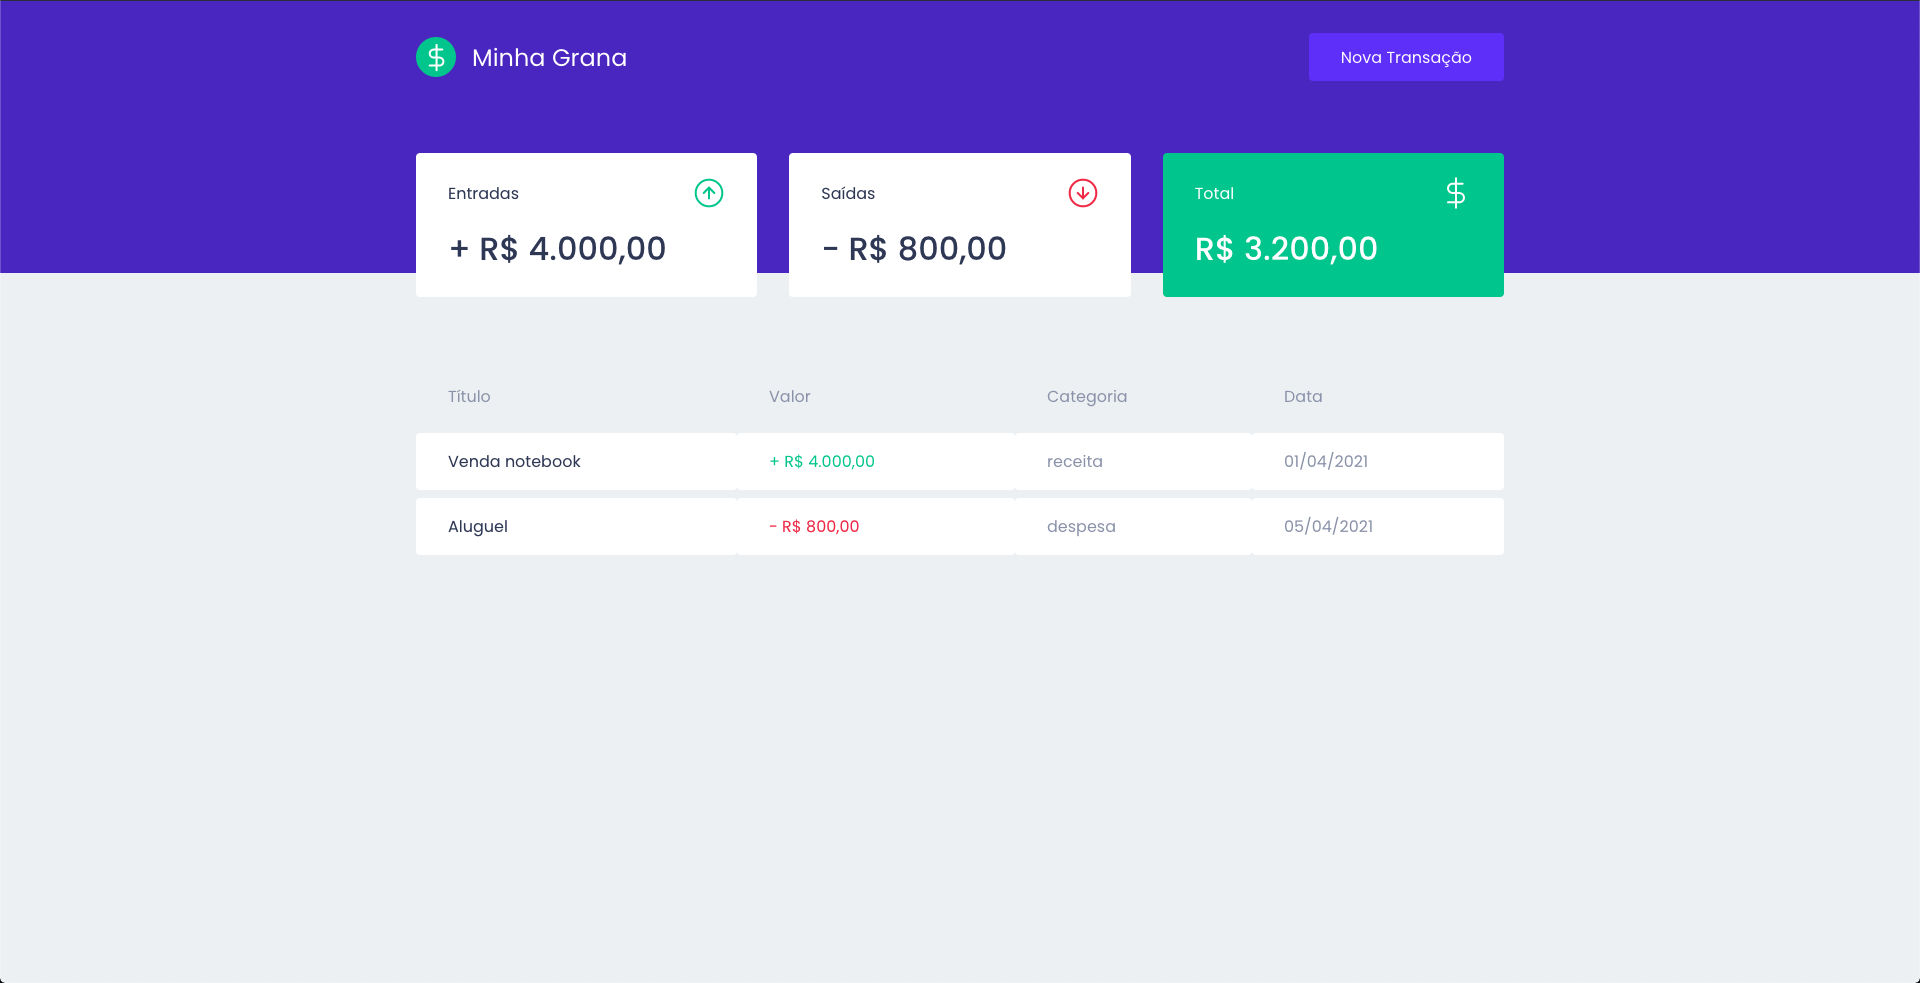 Minha Grana
Nova Transação
Entradas
Saídas
Total
+ R$ 4.000,00
- R$ 800,00
R$ 3.200,00
Título Valor Categoria Data
Venda notebook + R$ 4.000,00 receita 01/04/2021
Aluguel - R$ 800,00 despesa 05/04/2021